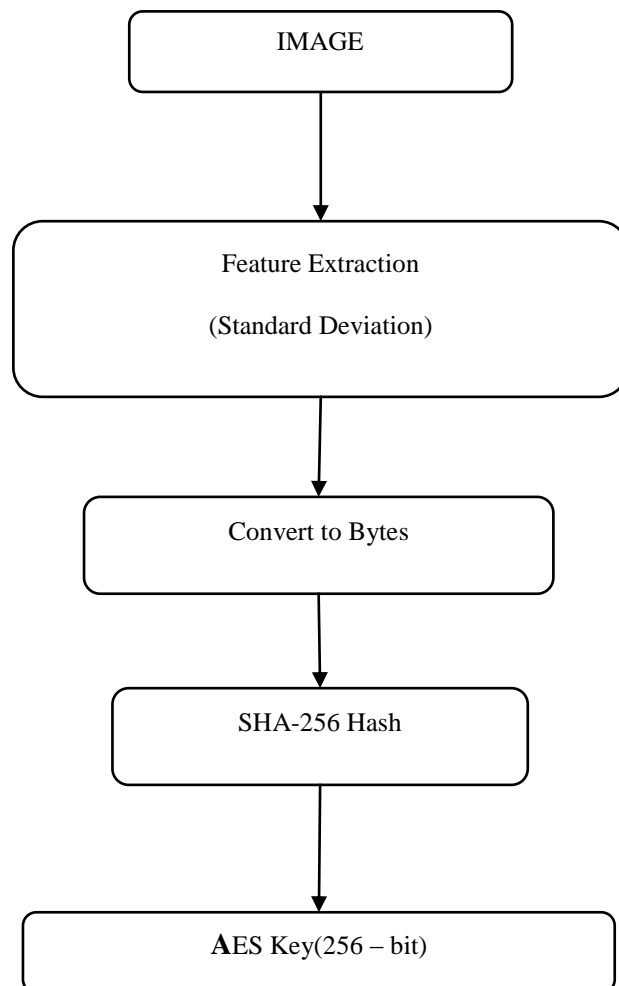 IMAGE
Feature Extraction
(Standard Deviation)
Convert to Bytes
SHA-256 Hash
AES Key(256 – bit)